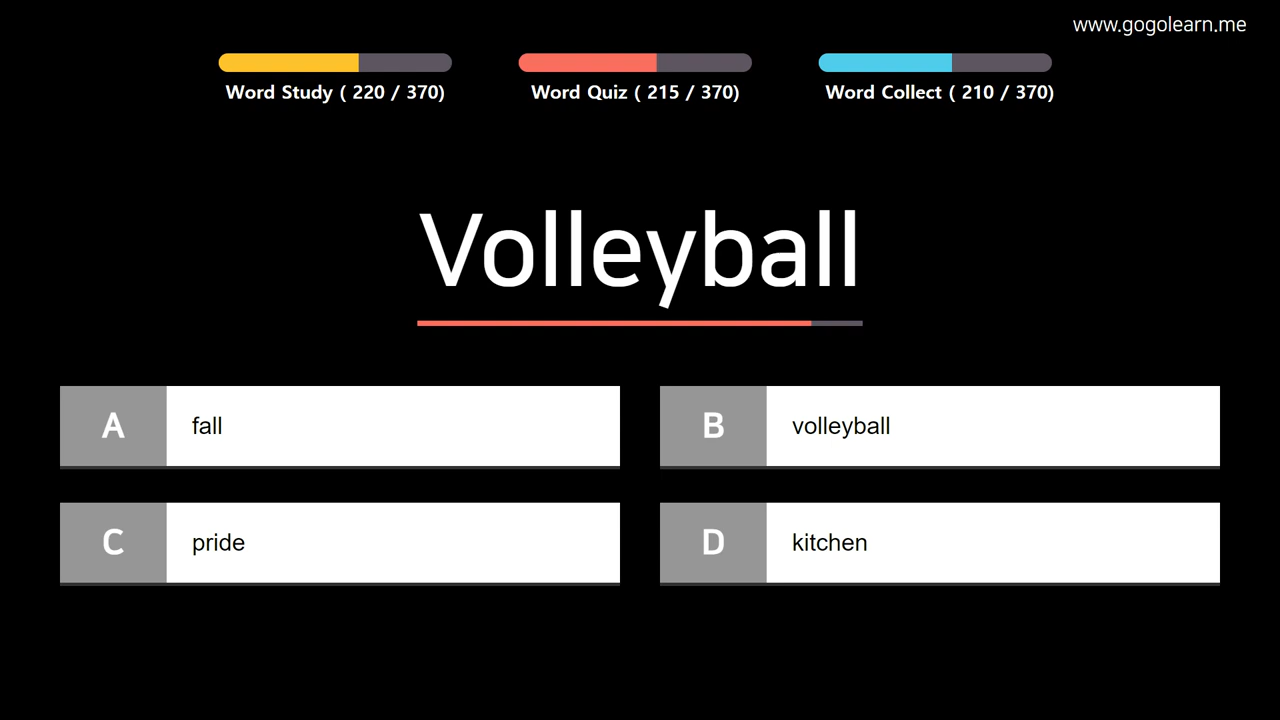 www.gogolearn.me
Word Study ( 220 / 370)
Word Quiz ( 215 / 370)
Word Collect ( 210 / 370)
Volleyball
A
fall
B
volleyball
C
pride
D
kitchen